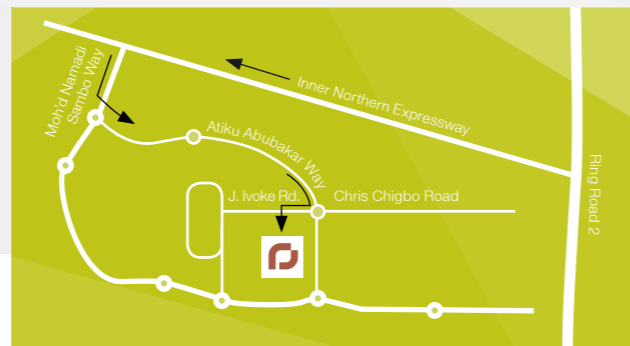 Moh'd Namadi
Sambo Way
Inner Northern Expressway
Atiku Abubakar Way
J. Ivoke Rd.
Chris Chigbo Road
Ring Road 2